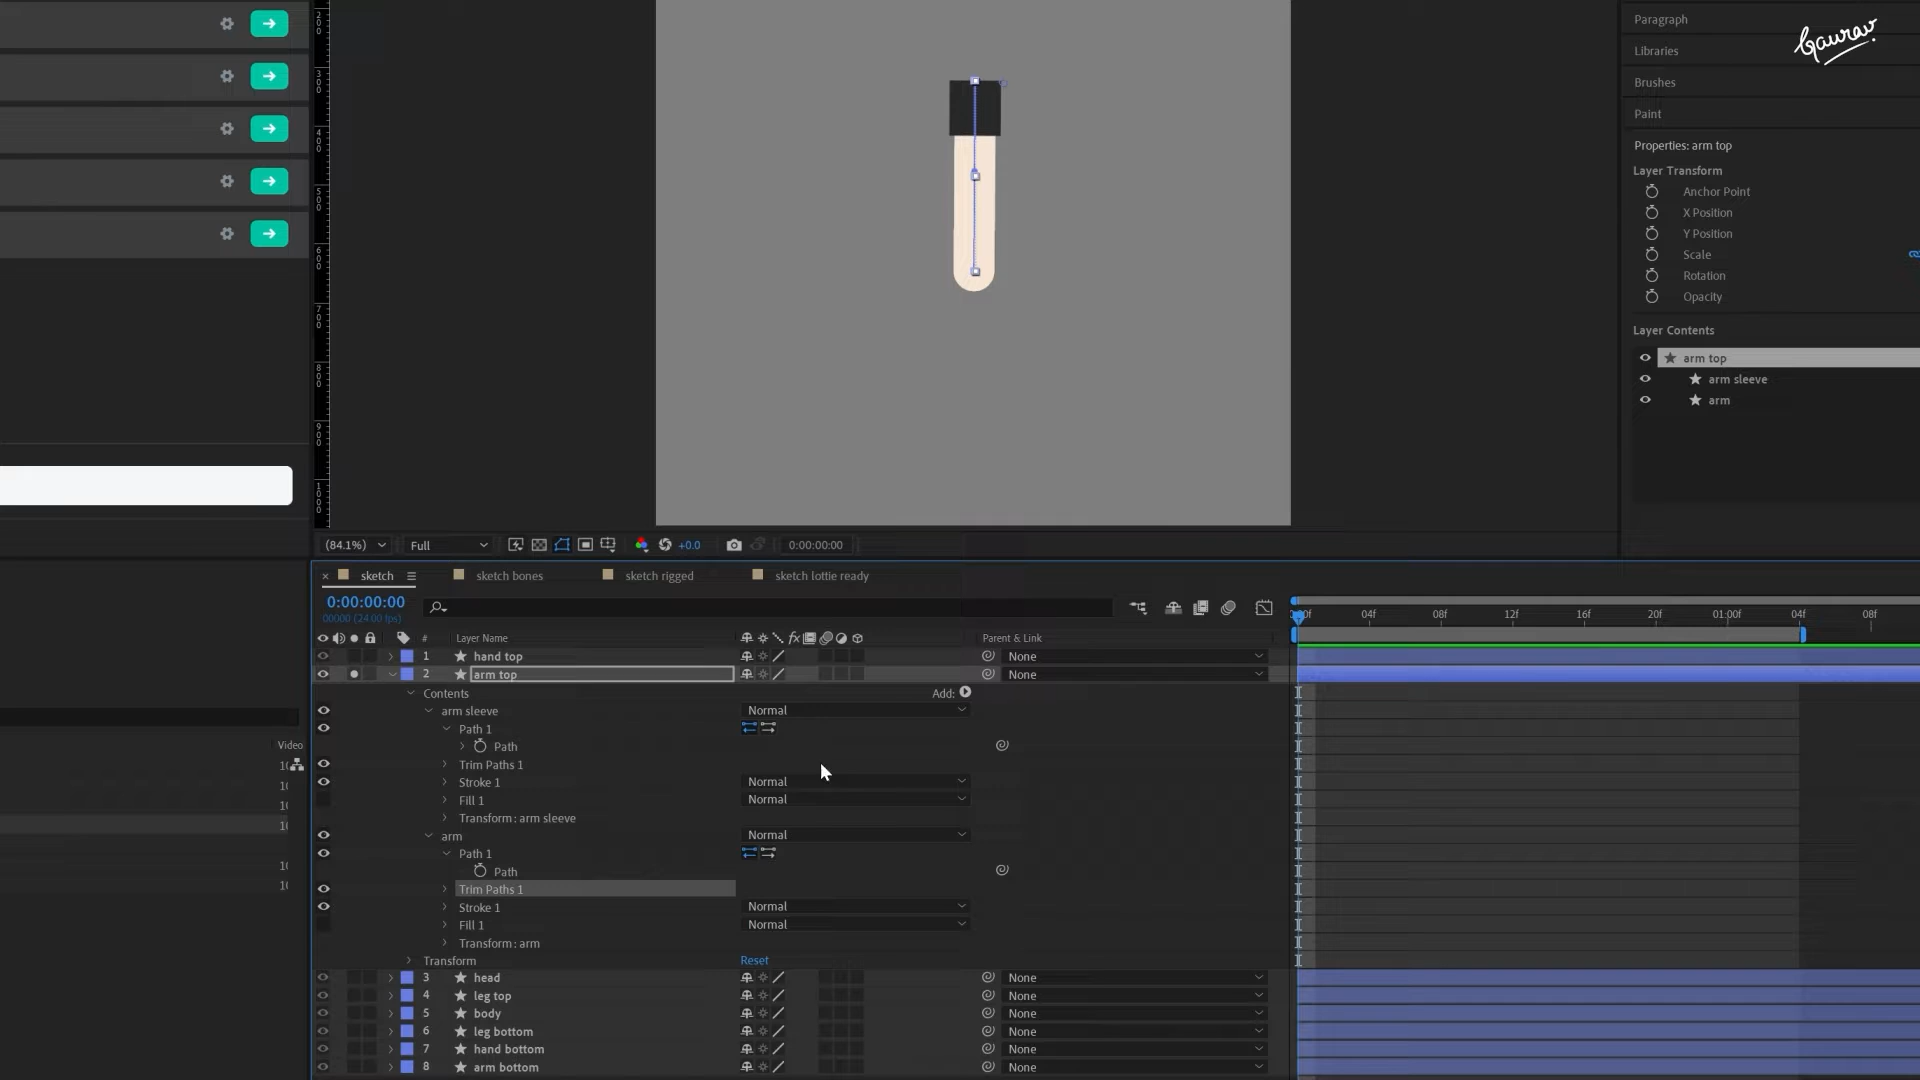 Paragraph
Gaurav
Libraries
Brushes
Paint
Properties: arm top
Layer Transform
Anchor Point
X Position
Y Position
Scale
Rotation
Opacity
Layer Contents
arm top
arm sleeve
arm
(84.1%)
Full
+0.0
0:00:00:00
sketch
sketch bones
sketch rigged
sketch lottie ready
0:00:00:00
00000 (24.00 fps)
04f
08f
12f
16f
20f
01:00f
04f
08f
# Layer Name
fx
Parent & Link
1 hand top None
2 arm top None
Contents Add:
arm sleeve Normal
Path 1
Path
Trim Paths 1
Stroke 1 Normal
Fill 1 Normal
Transform: arm sleeve
arm Normal
Path 1
Path
Trim Paths 1
Stroke 1 Normal
Fill 1 Normal
Transform: arm
Transform Reset
3 head None
4 leg top None
5 body None
6 leg bottom None
7 hand bottom None
8 arm bottom None
Video